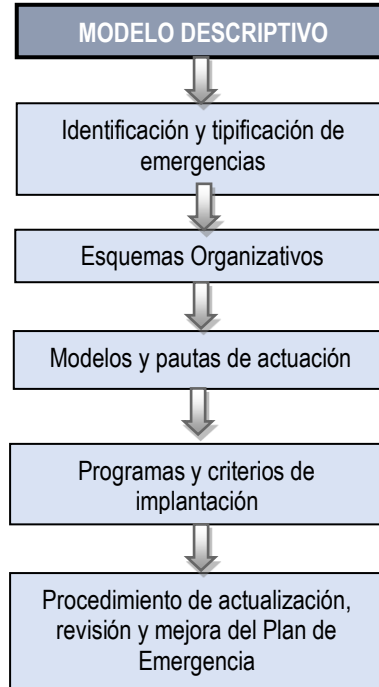 MODELO DESCRIPTIVO
Identificación y tipificación de
emergencias
Esquemas Organizativos
Modelos y pautas de actuación
Programas y criterios de
implantación
Procedimiento de actualización,
revisión y mejora del Plan de
Emergencia